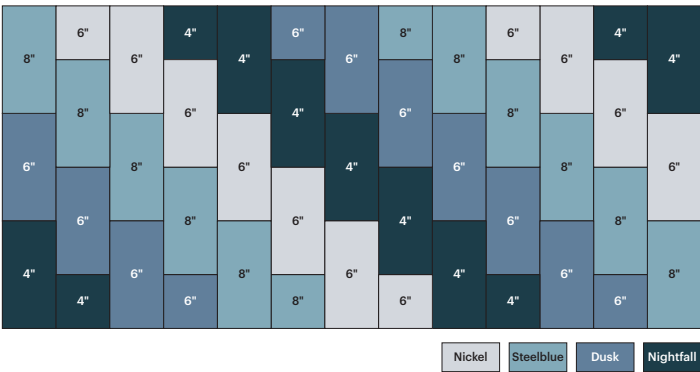 6" 4" 6" 8" 6" 4"
8" 6" 4" 6" 8" 6" 4"
8" 6" 4" 6" 8" 6"
6" 8" 6" 4" 6" 8" 6"
6" 8" 6" 4" 6" 8"
4" 6" 8" 6" 4" 6" 8"
4" 6" 8" 6" 4" 6"
Nickel Steelblue Dusk Nightfall